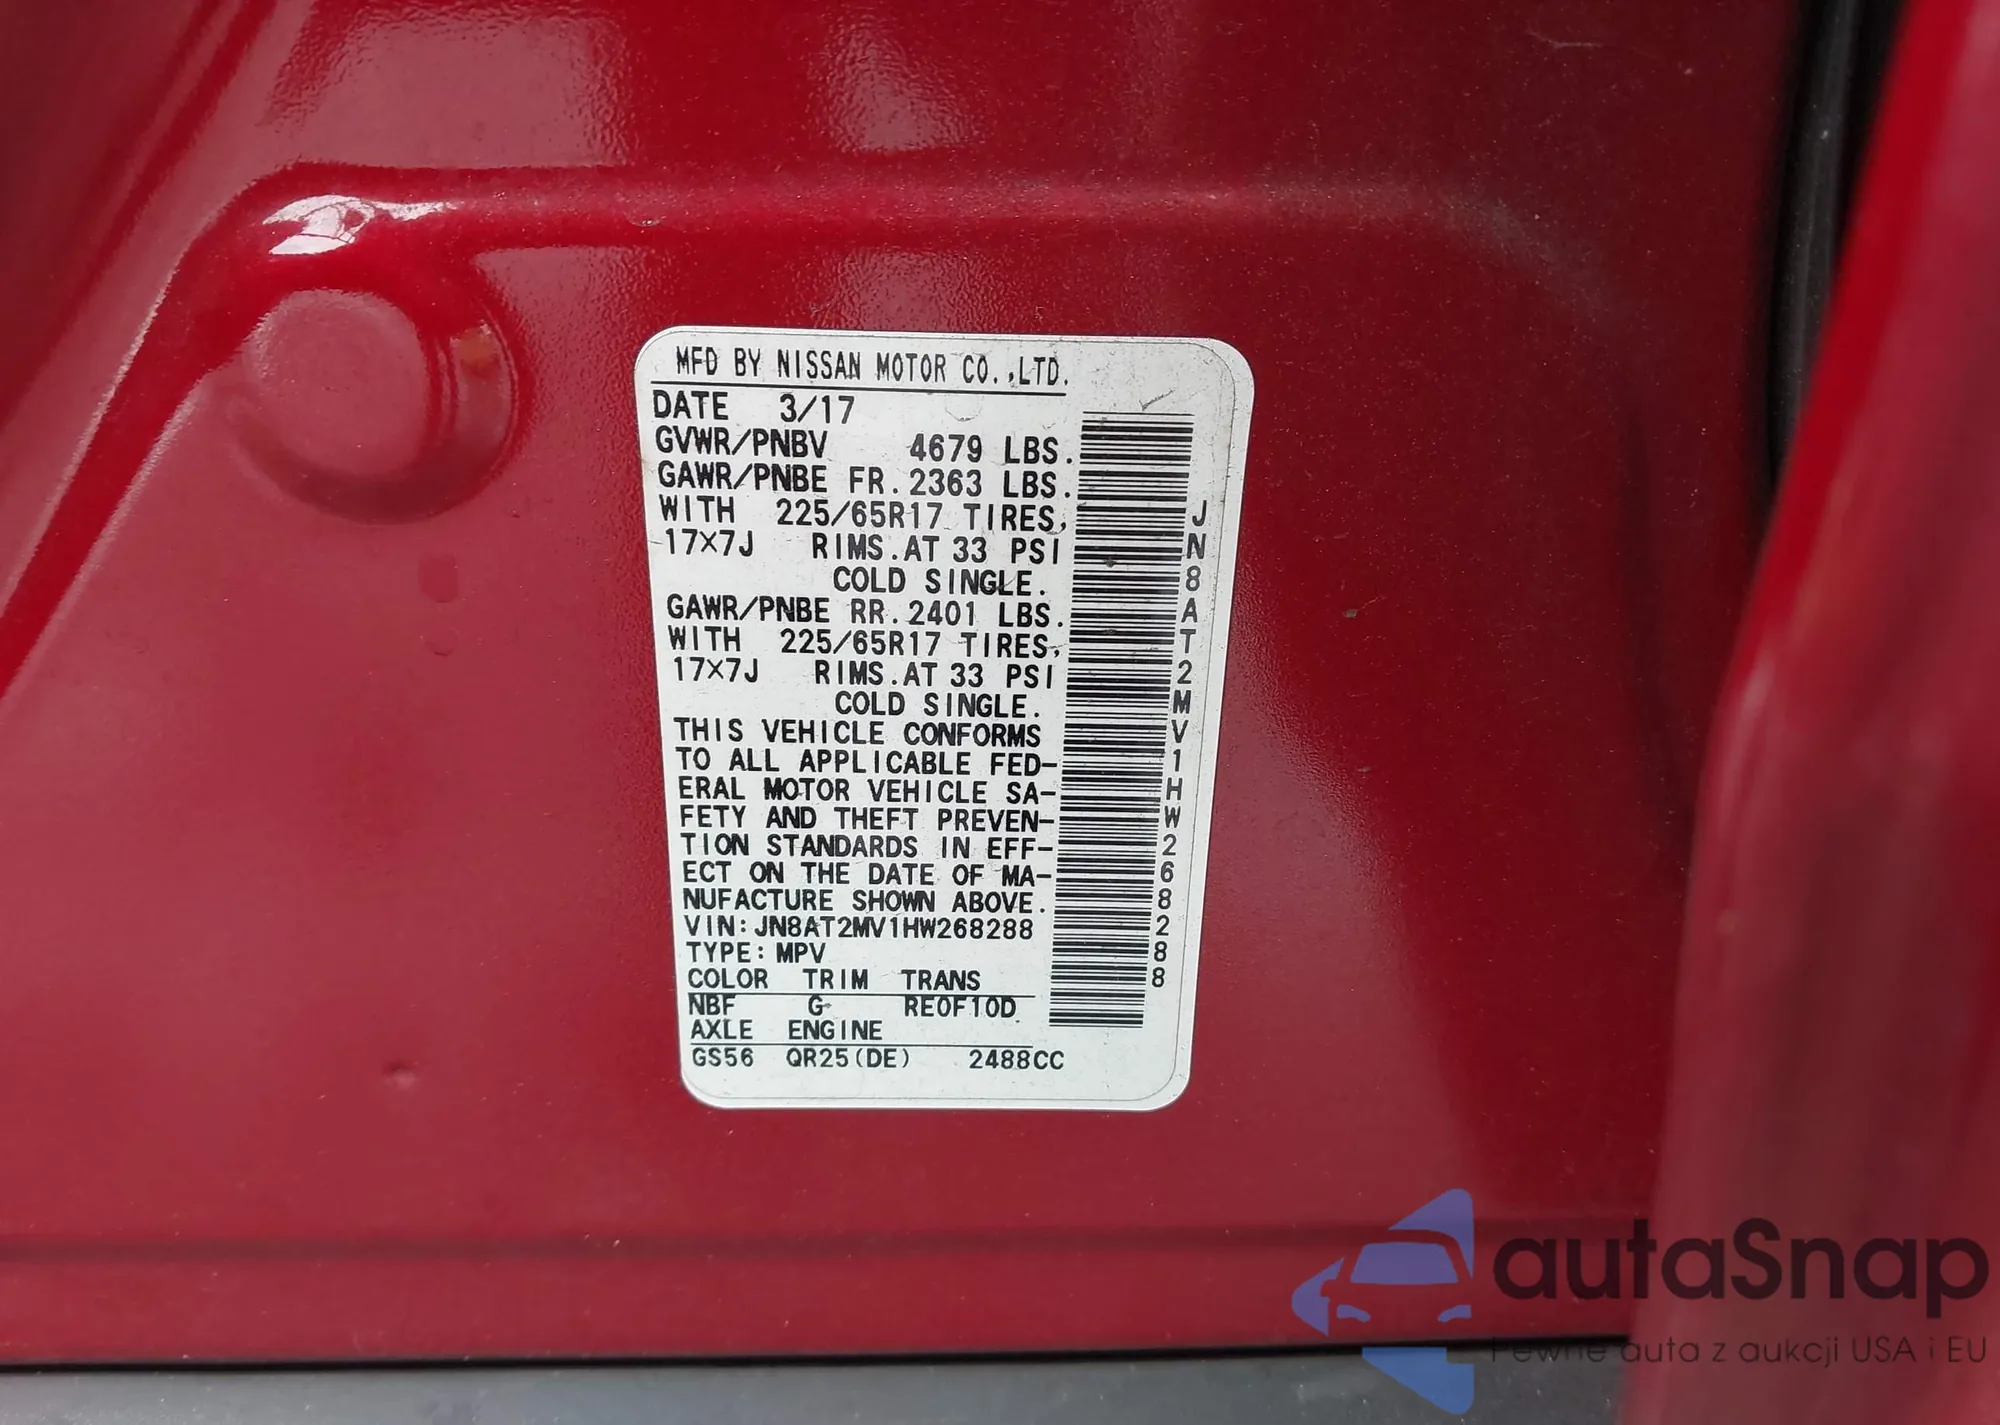 MFD BY NISSAN MOTOR CO.,LTD.
DATE 3/17
GVWR/PNBV 4679 LBS.
GAWR/PNBE FR. 2363 LBS.
WITH 225/65R17 TIRES,
17X7J RIMS.AT 33 PSI
COLD SINGLE.
GAWR/PNBE RR. 2401 LBS.
WITH 225/65R17 TIRES,
17X7J RIMS.AT 33 PSI
COLD SINGLE.
THIS VEHICLE CONFORMS
TO ALL APPLICABLE FED-
ERAL MOTOR VEHICLE SA-
FETY AND THEFT PREVEN-
TION STANDARDS IN EFF-
ECT ON THE DATE OF MA-
NUFACTURE SHOWN ABOVE.
VIN:JN8AT2MV1HW268288
TYPE:MPV
COLOR TRIM TRANS
NBF G RE0F10D
AXLE ENGINE
GS56 QR25(DE) 2488CC
JN8AT2MV1HW268288
autaSnap
Pewne auta z aukcji USA i EU